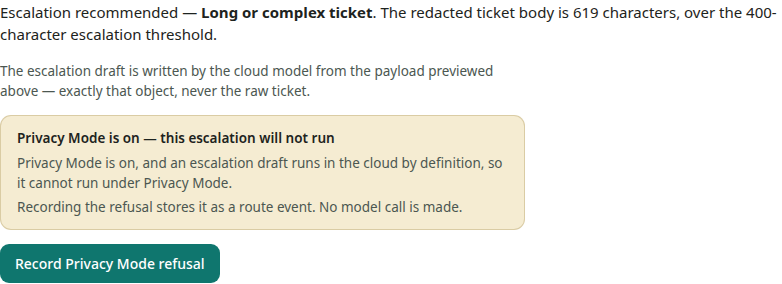 Escalation recommended — Long or complex ticket. The redacted ticket body is 619 characters, over the 400-
character escalation threshold.
The escalation draft is written by the cloud model from the payload previewed
above — exactly that object, never the raw ticket.
Privacy Mode is on — this escalation will not run
Privacy Mode is on, and an escalation draft runs in the cloud by definition, so
it cannot run under Privacy Mode.
Recording the refusal stores it as a route event. No model call is made.
Record Privacy Mode refusal